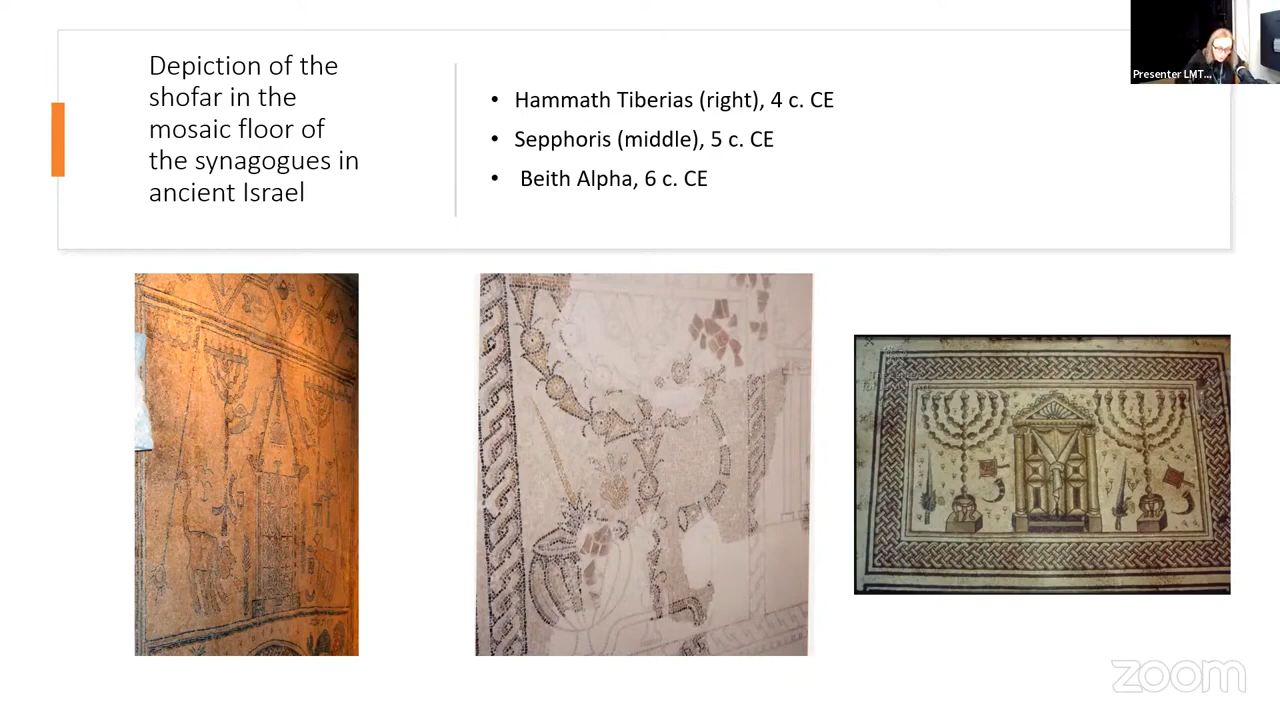 Depiction of the
shofar in the
mosaic floor of
the synagogues in
ancient Israel
• Hammath Tiberias (right), 4 c. CE
• Sepphoris (middle), 5 c. CE
• Beith Alpha, 6 c. CE
Presenter LMT...
zoom